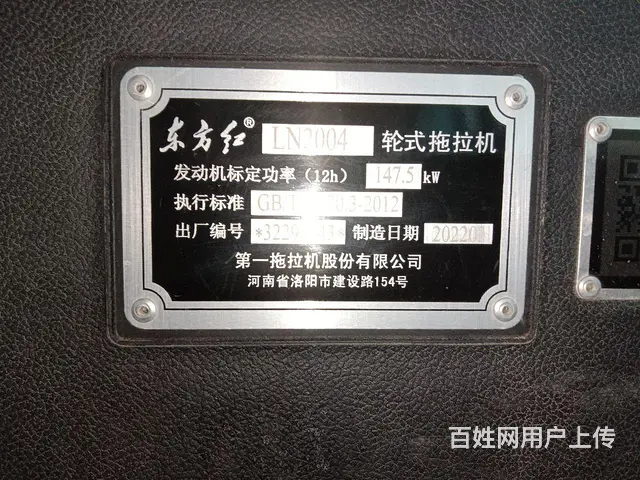 东方红® LN2004 轮式拖拉机
发动机标定功率（12h） 147.5 kW
执行标准
出厂编号 制造日期
第一拖拉机股份有限公司
河南省洛阳市建设路154号
百姓网用户上传